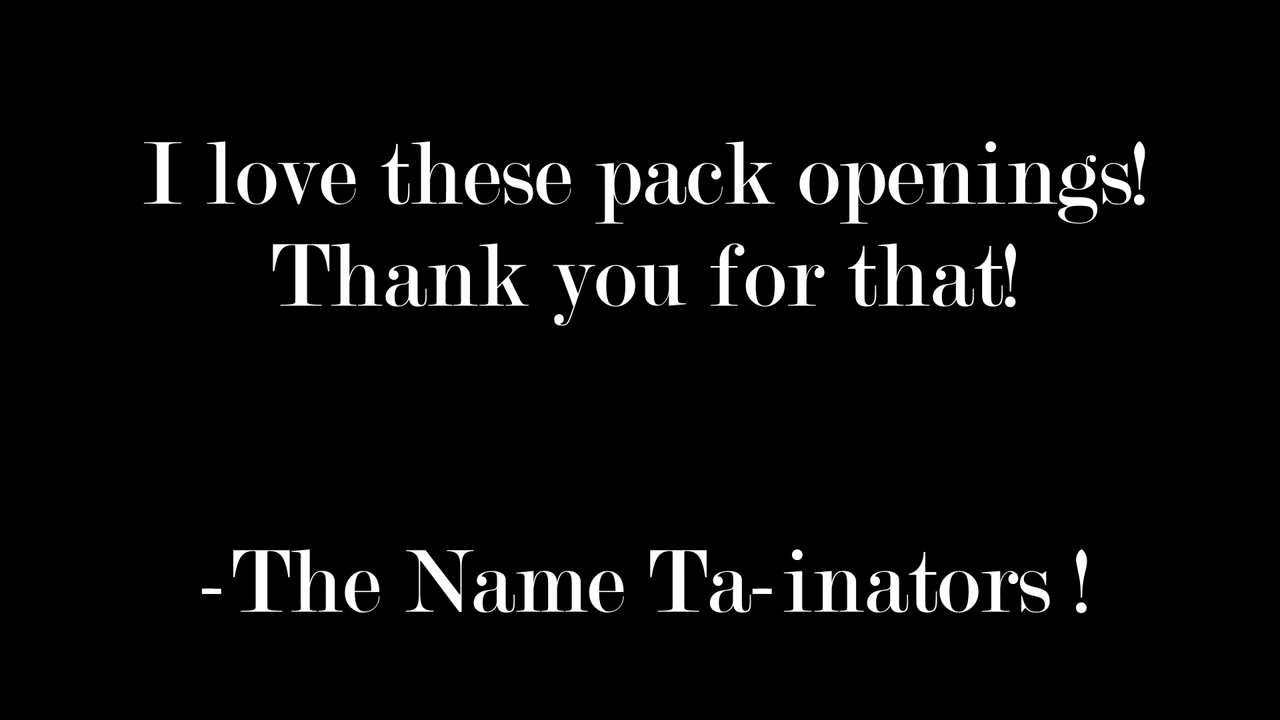 I love these pack openings!
Thank you for that!
-The Name Ta-inators !